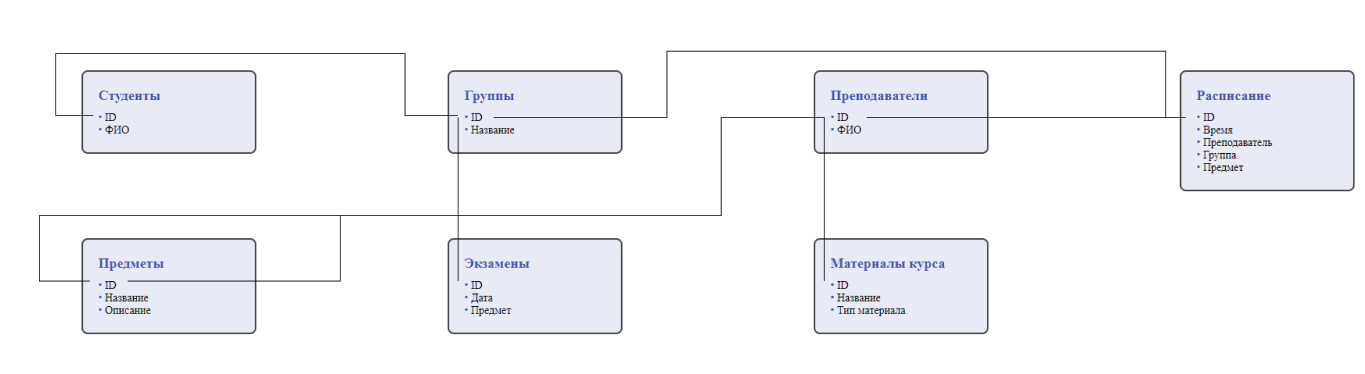 Студенты
• ID
• ФИО
Группы
• ID
• Название
Преподаватели
• ID
• ФИО
Расписание
• ID
• Время
• Преподаватель
• Группа
• Предмет
Предметы
• ID
• Название
• Описание
Экзамены
• ID
• Дата
• Предмет
Материалы курса
• ID
• Название
• Тип материала